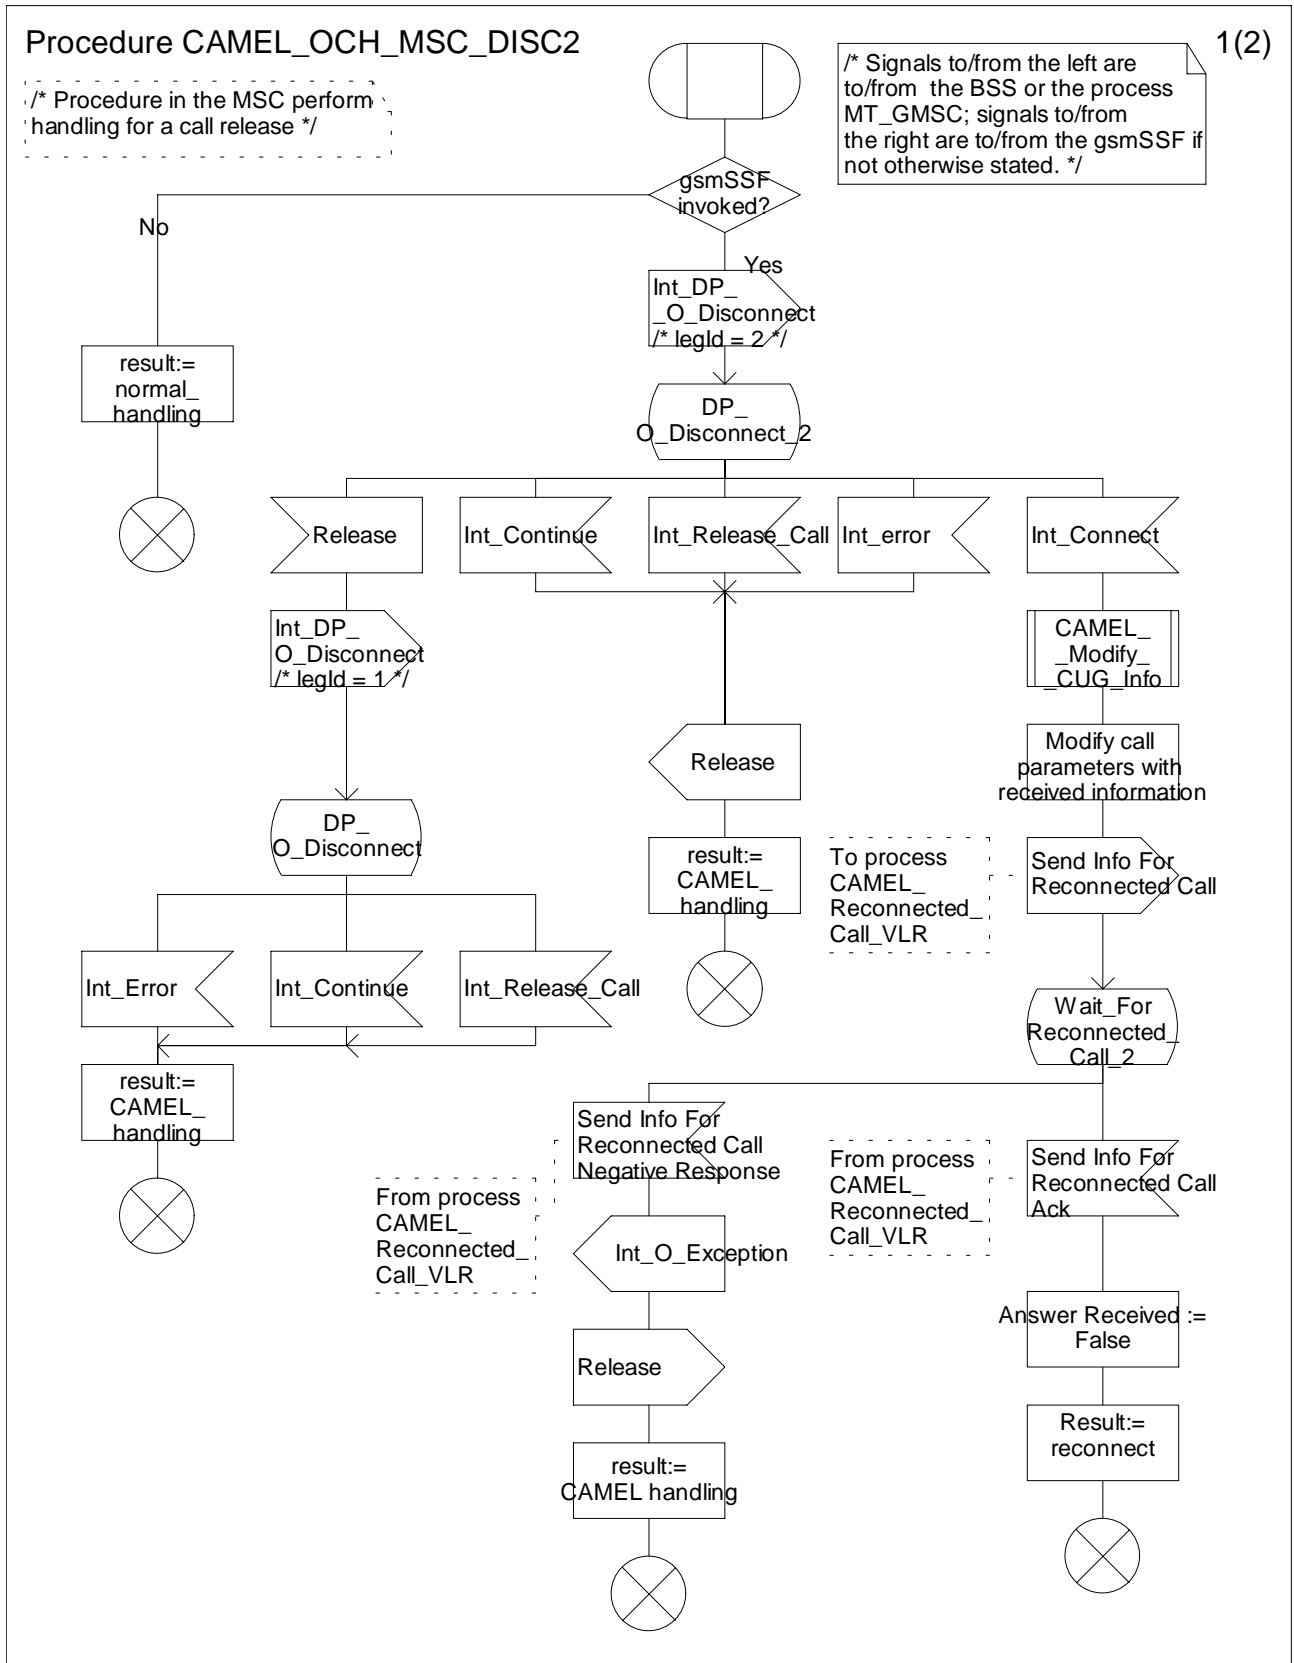 Procedure CAMEL_OCH_MSC_DISC2
1(2)
/* Procedure in the MSC perform
handling for a call release */
/* Signals to/from the left are
to/from  the BSS or the process
MT_GMSC; signals to/from
the right are to/from the gsmSSF if
not otherwise stated. */
gsmSSF
invoked?
No
Yes
Int_DP_
_O_Disconnect
/* legId = 2 */
result:=
normal_
handling
DP_
O_Disconnect_2
Release
Int_Continue
Int_Release_Call
Int_error
Int_Connect
Int_DP_
O_Disconnect
/* legId = 1 */
CAMEL_
_Modify_
_CUG_Info
Release
Modify call
parameters with
received information
DP_
O_Disconnect
result:=
CAMEL_
handling
To process
CAMEL_
Reconnected_
Call_VLR
Send Info For
Reconnected Call
Int_Error
Int_Continue
Int_Release_Call
Wait_For
Reconnected_
Call_2
result:=
CAMEL_
handling
Send Info For
Reconnected Call
Negative Response
From process
CAMEL_
Reconnected_
Call_VLR
Send Info For
Reconnected Call
Ack
From process
CAMEL_
Reconnected_
Call_VLR
Int_O_Exception
Answer Received :=
False
Release
Result:=
reconnect
result:=
CAMEL handling